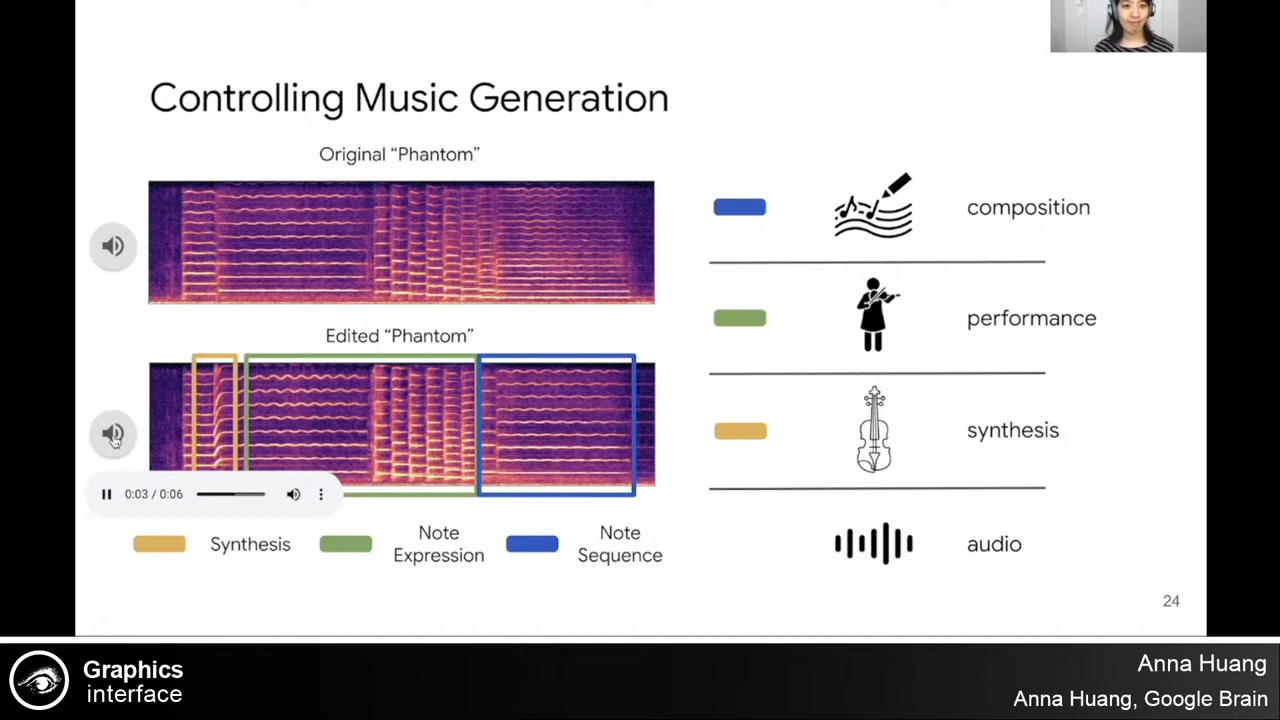 Controlling Music Generation
Original “Phantom”
Edited “Phantom”
0:03 / 0:06
Synthesis
Note
Expression
Note
Sequence
composition
performance
synthesis
audio
24
Graphics
interface
Anna Huang
Anna Huang, Google Brain